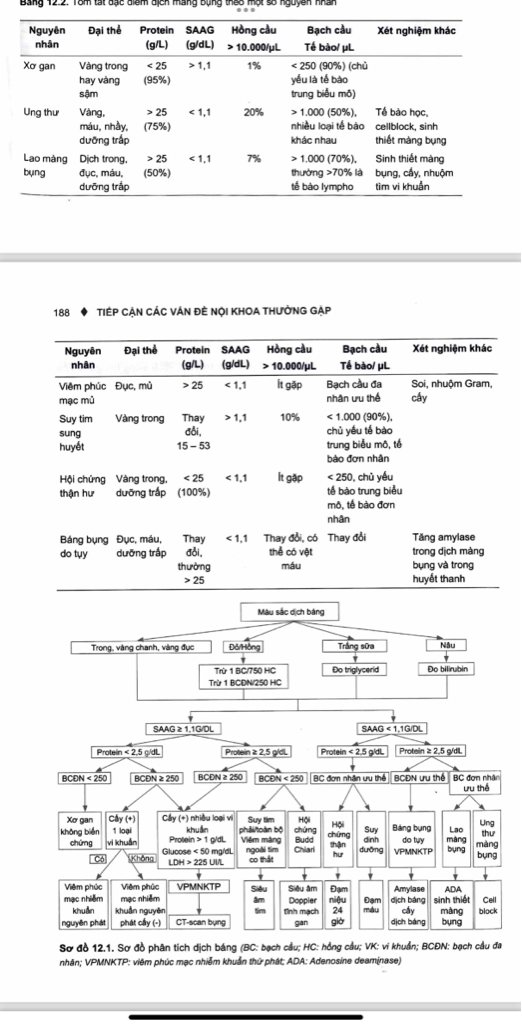 Bảng 12.2. Tóm tắt đặc điểm dịch màng bụng theo một số nguyên nhân
Nguyên nhân Đại thể Protein (g/L) SAAG (g/dL) Hồng cầu > 10.000/µL Bạch cầu Tế bào/ µL Xét nghiệm khác
Xơ gan Vàng trong hay vàng sậm < 25 (95%) > 1,1 1% < 250 (90%) (chủ yếu là tế bào trung biểu mô)
Ung thư Vàng, máu, nhầy, dưỡng trấp > 25 (75%) < 1,1 20% > 1.000 (50%), nhiều loại tế bào khác nhau Tế bào học, cellblock, sinh thiết màng bụng
Lao màng bụng Dịch trong, đục, máu, dưỡng trấp > 25 (50%) < 1,1 7% > 1.000 (70%), thường >70% là tế bào lympho Sinh thiết màng bụng, cấy, nhuộm tìm vi khuẩn
188 ♦ TIẾP CẬN CÁC VẤN ĐỀ NỘI KHOA THƯỜNG GẶP
Nguyên nhân Đại thể Protein (g/L) SAAG (g/dL) Hồng cầu > 10.000/µL Bạch cầu Tế bào/ µL Xét nghiệm khác
Viêm phúc mạc mủ Đục, mủ > 25 < 1,1 Ít gặp Bạch cầu đa nhân ưu thế Soi, nhuộm Gram, cấy
Suy tim sung huyết Vàng trong Thay đổi, 15 – 53 > 1,1 10% < 1.000 (90%), chủ yếu tế bào trung biểu mô, tế bào đơn nhân
Hội chứng thận hư Vàng trong, dưỡng trấp < 25 (100%) < 1,1 Ít gặp < 250, chủ yếu tế bào trung biểu mô, tế bào đơn nhân
Báng bụng do tụy Đục, máu, dưỡng trấp Thay đổi, thường > 25 < 1,1 Thay đổi, có thể có vệt máu Thay đổi Tăng amylase trong dịch màng bụng và trong huyết thanh
Màu sắc dịch báng
Trong, vàng chanh, vàng đục Đỏ/Hồng Trắng sữa Nâu
Trừ 1 BC/750 HC
Trừ 1 BCĐN/250 HC
Đo triglycerid Đo bilirubin
SAAG ≥ 1,1G/DL SAAG < 1,1G/DL
Protein < 2,5 g/dL Protein ≥ 2,5 g/dL Protein < 2,5 g/dL Protein ≥ 2,5 g/dL
BCĐN < 250 BCĐN ≥ 250 BCĐN ≥ 250 BCĐN < 250 BC đơn nhân ưu thế BCĐN ưu thế BC đơn nhân ưu thế
Xơ gan không biến chứng
Cấy (+) 1 loại vi khuẩn
Cấy (+) nhiều loại vi khuẩn
Protein > 1 g/dL
Glucose < 50 mg/dL
LDH > 225 UI/L
Suy tim phải/toàn bộ
Viêm màng ngoài tim co thắt
Hội chứng Budd Chiari
Hội chứng thận hư
Suy dinh dưỡng
Báng bụng do tụy VPMNKTP
Lao màng bụng
Ung thư màng bụng
Có Không
Viêm phúc mạc nhiễm khuẩn nguyên phát
Viêm phúc mạc nhiễm khuẩn nguyên phát cấy (-)
VPMNKTP
CT-scan bụng
Siêu âm tim
Siêu âm Doppler tĩnh mạch gan
Đạm niệu 24 giờ
Đạm máu
Amylase dịch báng cấy dịch báng
ADA sinh thiết màng bụng
Cell block
Sơ đồ 12.1. Sơ đồ phân tích dịch báng (BC: bạch cầu; HC: hồng cầu; VK: vi khuẩn; BCĐN: bạch cầu đa
nhân; VPMNKTP: viêm phúc mạc nhiễm khuẩn thứ phát; ADA: Adenosine deaminase)